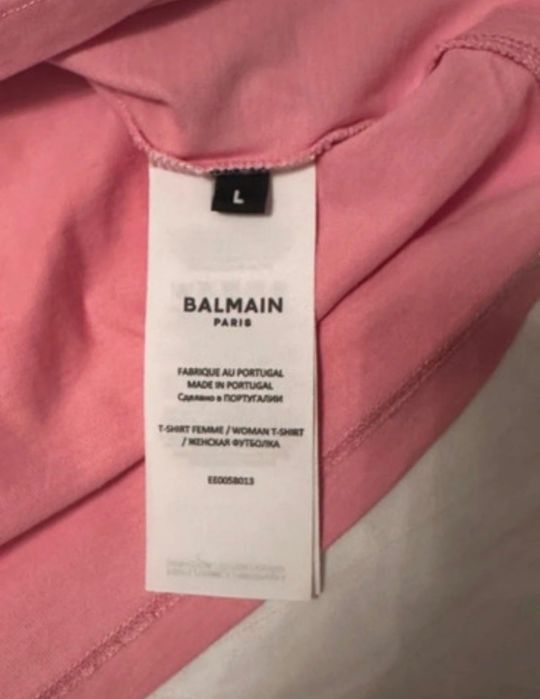 L
BALMAIN
PARIS
FABRIQUE AU PORTUGAL
MADE IN PORTUGAL
Сделано в ПОРТУГАЛИИ
T-SHIRT FEMME / WOMAN T-SHIRT
/ ЖЕНСКАЯ ФУТБОЛКА
EE0058013